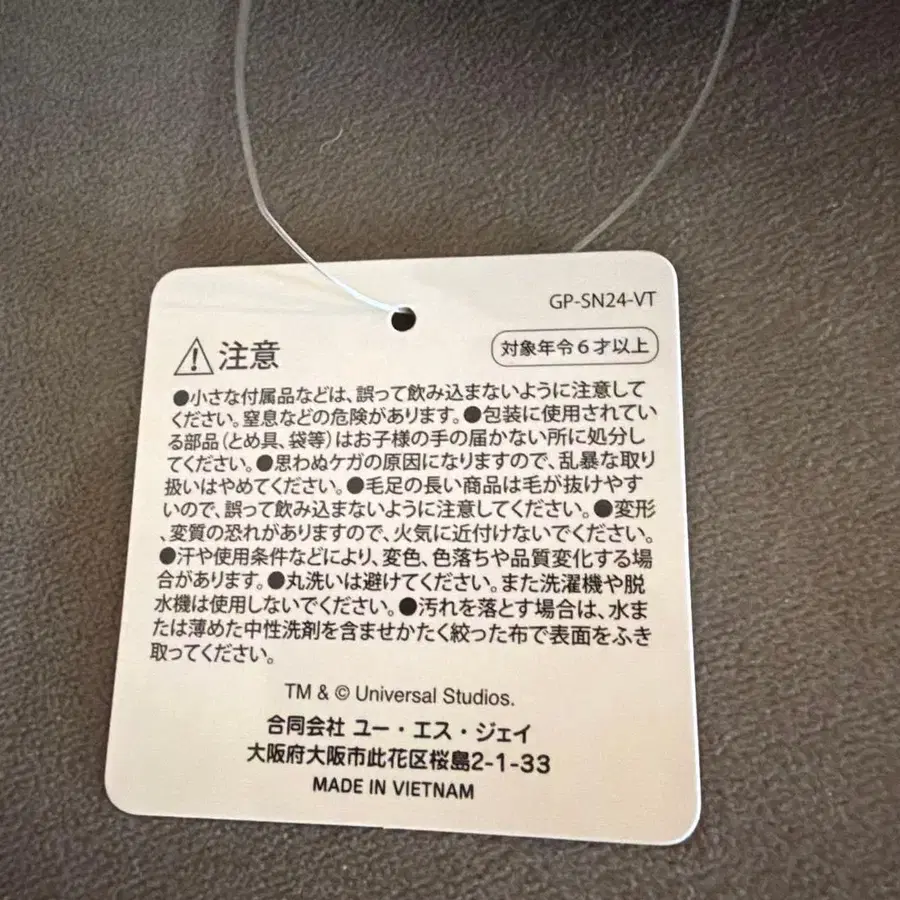 GP-SN24-VT
注意
対象年令6才以上
●小さな付属品などは、誤って飲み込まないように注意して
ください。窒息などの危険があります。●包装に使用されてい
る部品(とめ具、袋等)はお子様の手の届かない所に処分し
てください。●思わぬケガの原因になりますので、乱暴な取り
扱いはやめてください。●毛足の長い商品は毛が抜けやす
いので、誤って飲み込まないように注意してください。●変形
、変質の恐れがありますので、火気に近付けないでください。
●汗や使用条件などにより、変色、色落ちや品質変化する場
合があります。●丸洗いは避けてください。また洗濯機や脱
水機は使用しないでください。●汚れを落とす場合は、水ま
たは薄めた中性洗剤を含ませかたく絞った布で表面をふき
取ってください。
TM & © Universal Studios.
合同会社 ユー・エス・ジェイ
大阪府大阪市此花区桜島2-1-33
MADE IN VIETNAM